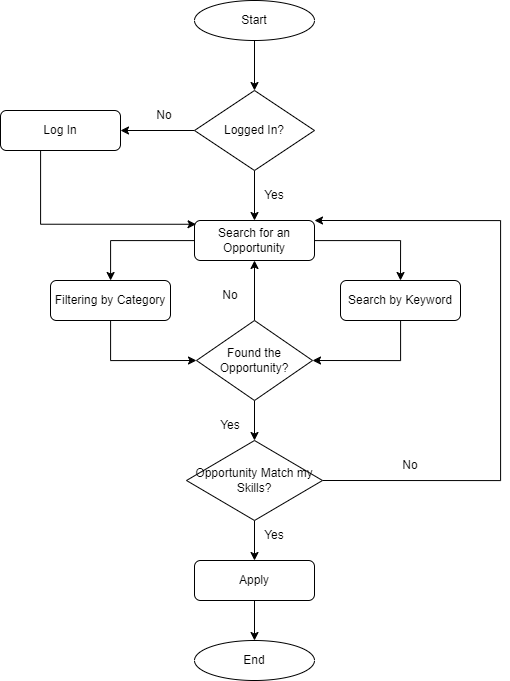 Start
No
Logged In?
Log In
Yes
Search for an
Opportunity
Filtering by Category
No
Search by Keyword
Found the
Opportunity?
Yes
No
Opportunity Match my
Skills?
Yes
Apply
End